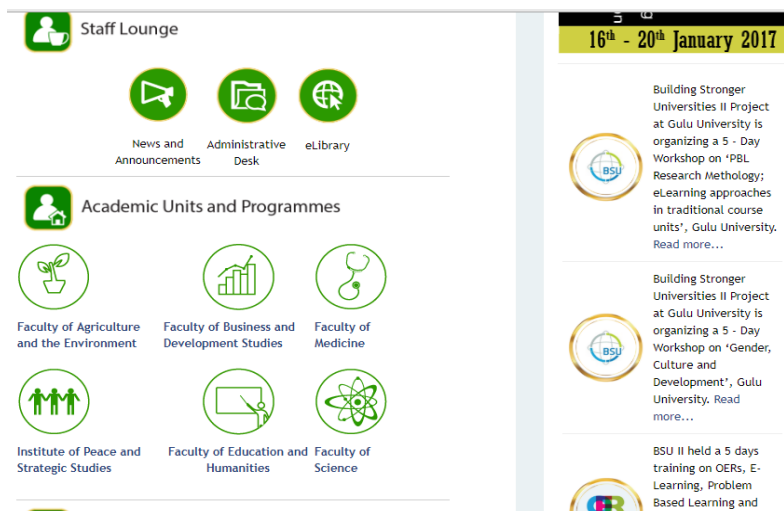 Staff Lounge
News and
Announcements
Administrative
Desk
eLibrary
Academic Units and Programmes
Faculty of Agriculture
and the Environment
Faculty of Business and
Development Studies
Faculty of
Medicine
Institute of Peace and
Strategic Studies
Faculty of Education and
Humanities
Faculty of
Science
16th - 20th January 2017
Building Stronger
Universities II Project
at Gulu University is
organizing a 5 - Day
Workshop on ‘PBL
Research Methology;
eLearning approaches
in traditional course
units’, Gulu University.
Read more...
BSU
Building Stronger
Universities II Project
at Gulu University is
organizing a 5 - Day
Workshop on ‘Gender,
Culture and
Development’, Gulu
University. Read
more...
BSU
BSU II held a 5 days
training on OERs, E-
Learning, Problem
Based Learning and